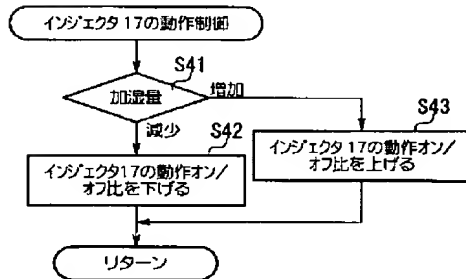 インジェクタ17の動作制御
S41
加湿量
増加
減少
S42
S43
インジェクタ17の動作オン/
オフ比を下げる
インジェクタ17の動作オン/
オフ比を上げる
リターン